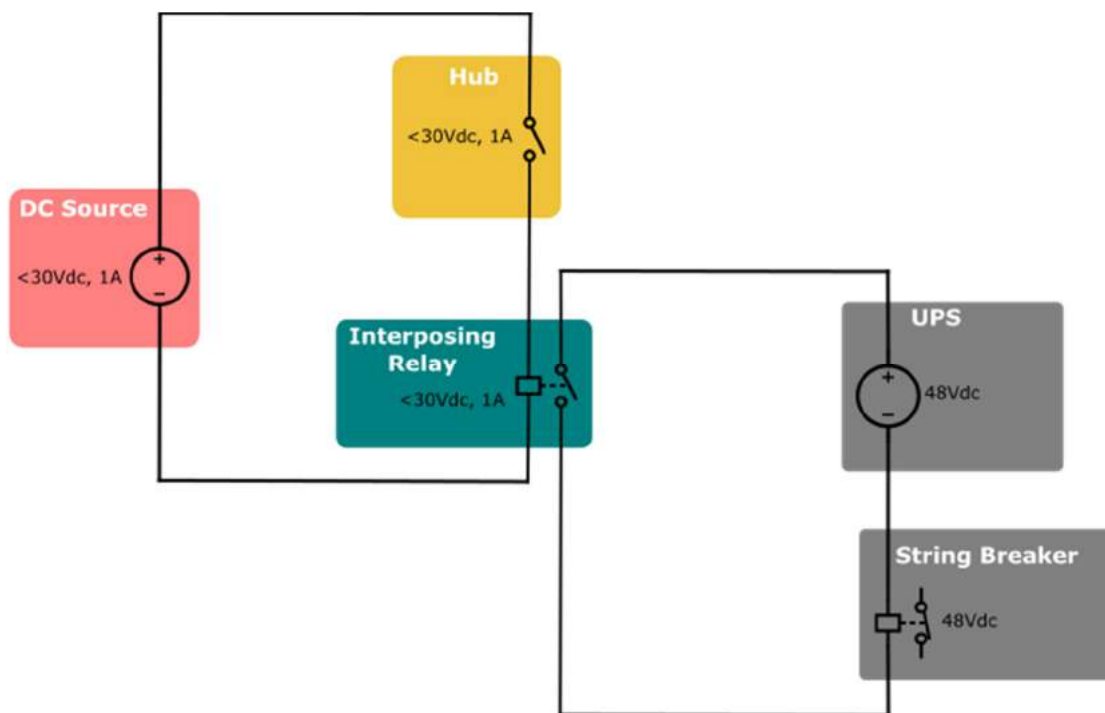 Hub
<30Vdc, 1A
DC Source
<30Vdc, 1A
+
−
Interposing
Relay
<30Vdc, 1A
UPS
+
−
48Vdc
String Breaker
48Vdc